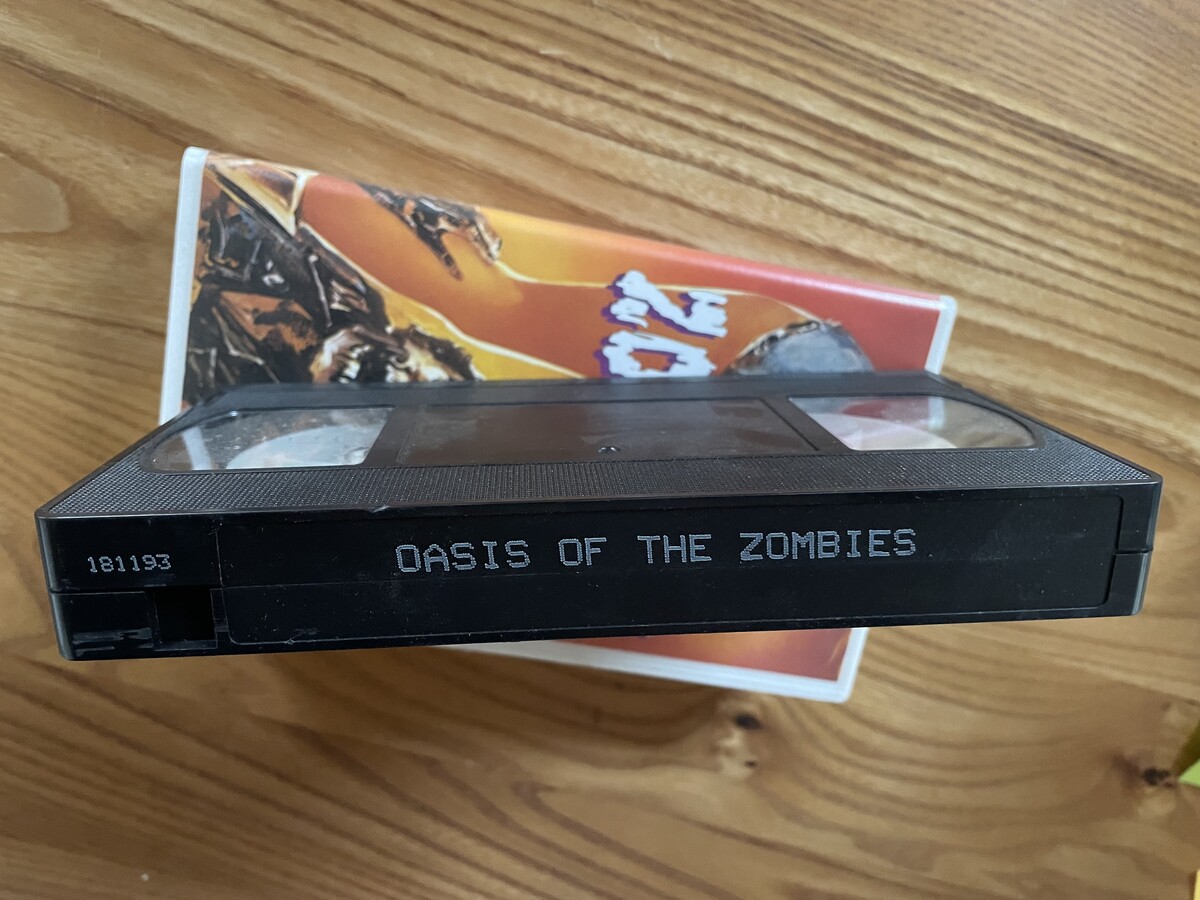 181193
OASIS OF THE ZOMBIES